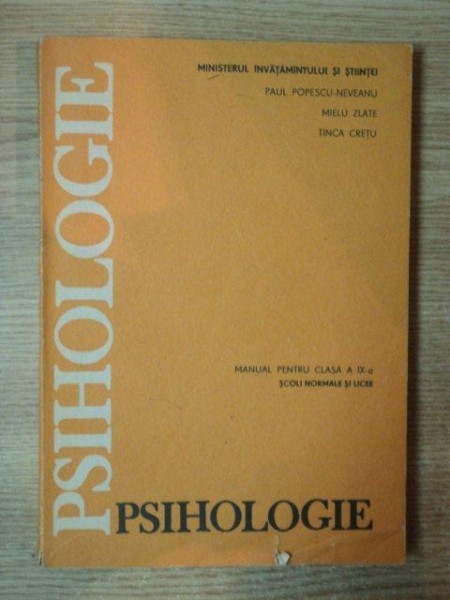 MINISTERUL ÎNVĂȚĂMÎNTULUI ȘI ȘTIINȚEI
PAUL POPESCU-NEVEANU
MIELU ZLATE
TINCA CREȚU
PSIHOLOGIE
MANUAL PENTRU CLASA A IX-a
ȘCOLI NORMALE ȘI LICEE
PSIHOLOGIE